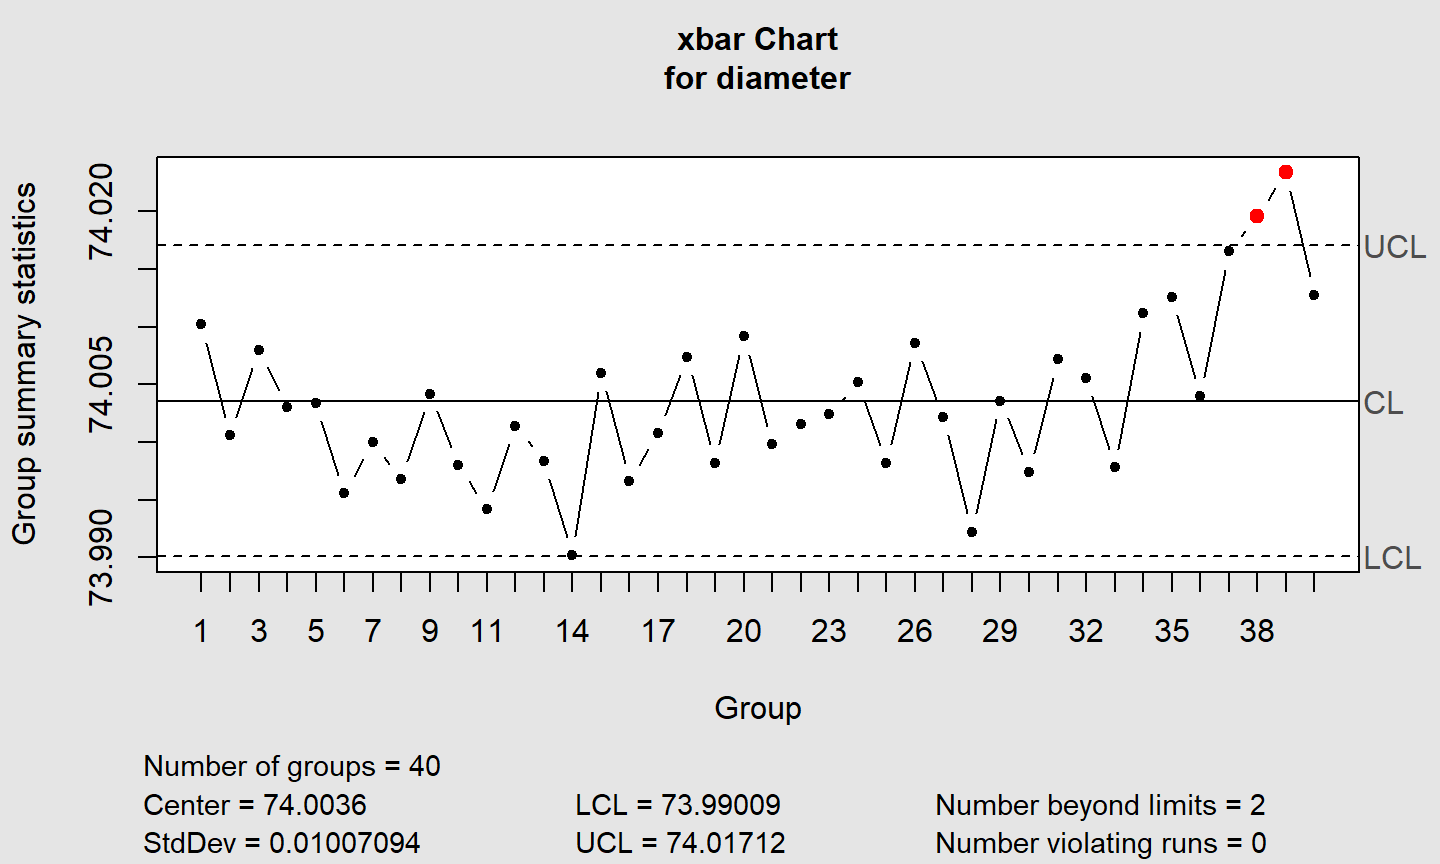 xbar Chart
for diameter
Group summary statistics
74.020
74.005
73.990
UCL
CL
LCL
1 3 5 7 9 11 14 17 20 23 26 29 32 35 38
Group
Number of groups = 40
Center = 74.0036
StdDev = 0.01007094
LCL = 73.99009
UCL = 74.01712
Number beyond limits = 2
Number violating runs = 0